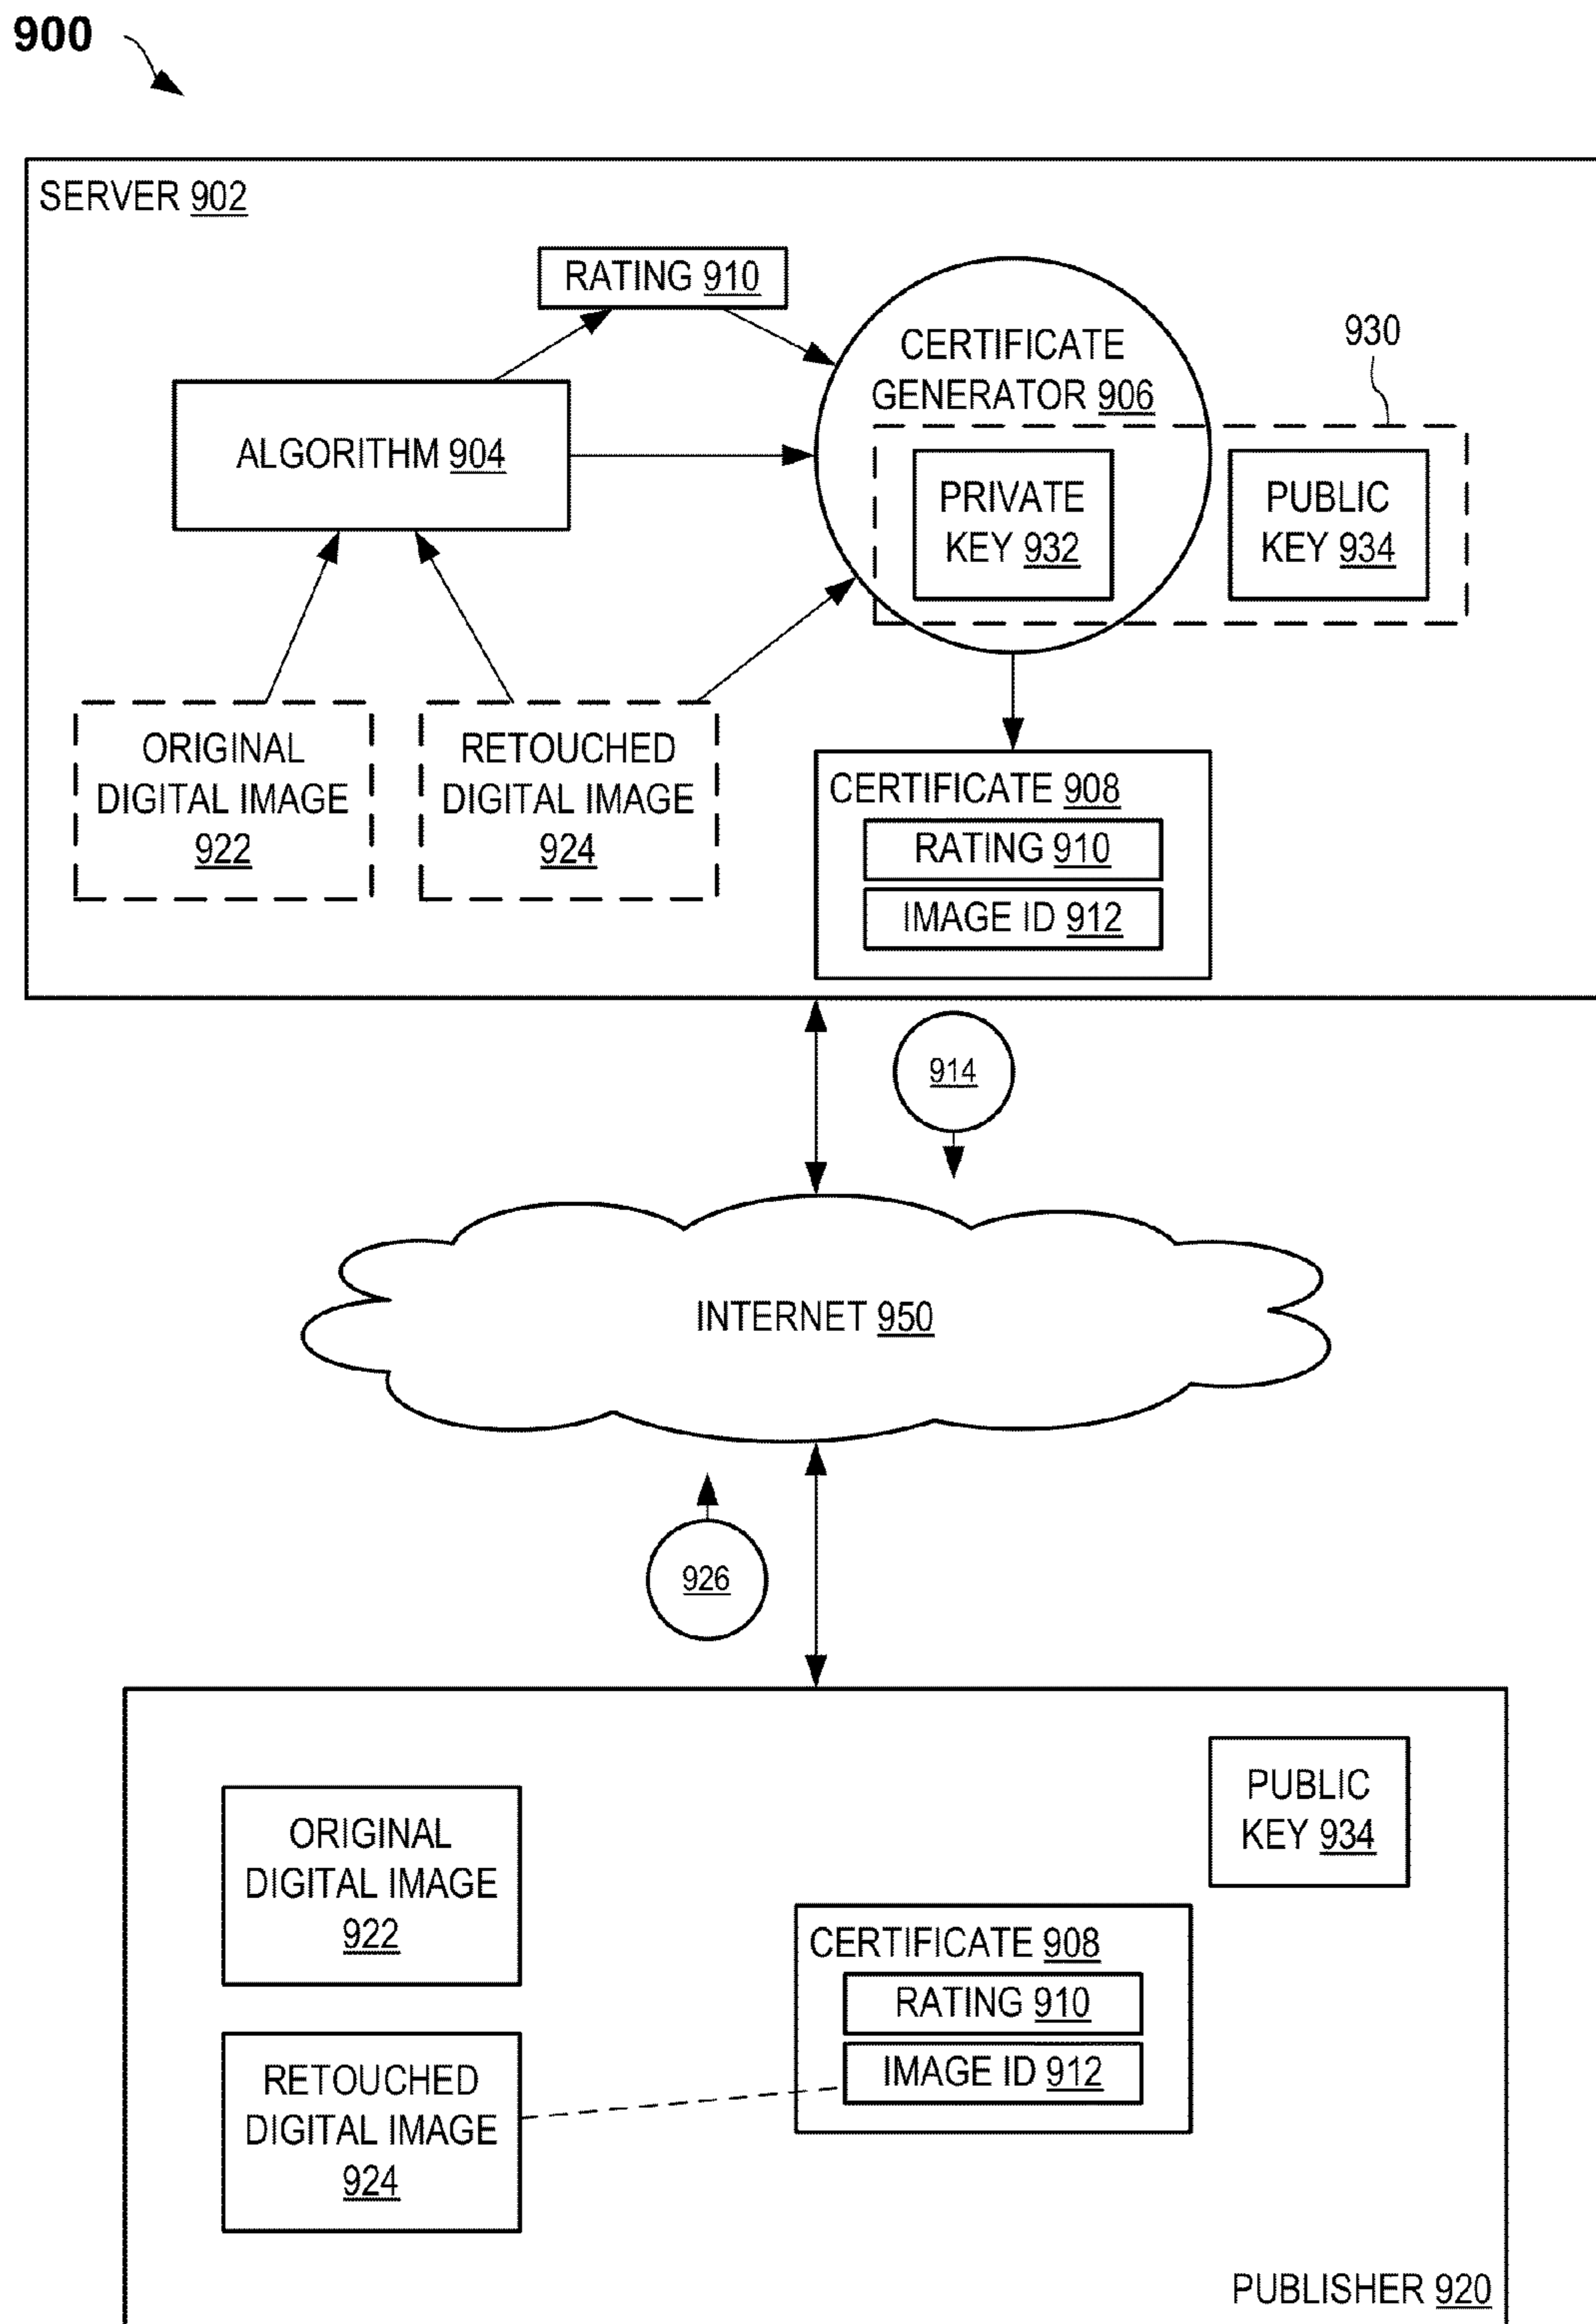 900
SERVER 902
RATING 910
CERTIFICATE
GENERATOR 906
930
ALGORITHM 904
PRIVATE
KEY 932
PUBLIC
KEY 934
ORIGINAL
DIGITAL IMAGE
922
RETOUCHED
DIGITAL IMAGE
924
CERTIFICATE 908
RATING 910
IMAGE ID 912
914
INTERNET 950
926
PUBLIC
KEY 934
ORIGINAL
DIGITAL IMAGE
922
CERTIFICATE 908
RATING 910
IMAGE ID 912
RETOUCHED
DIGITAL IMAGE
924
PUBLISHER 920